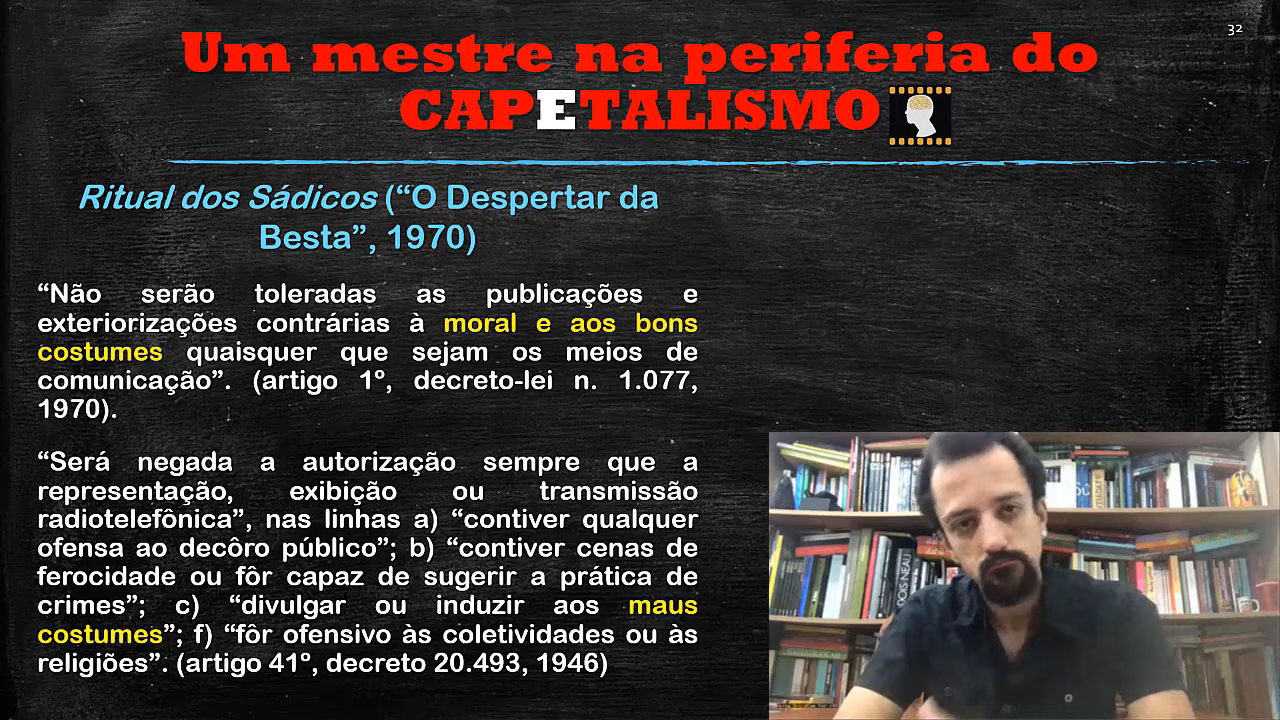 32
Um mestre na periferia do
CAPETALISMO
Ritual dos Sádicos (“O Despertar da
Besta”, 1970)
“Não serão toleradas as publicações e
exteriorizações contrárias à moral e aos bons
costumes quaisquer que sejam os meios de
comunicação”. (artigo 1º, decreto-lei n. 1.077,
1970).
“Será negada a autorização sempre que a
representação, exibição ou transmissão
radiotelefônica”, nas linhas a) “contiver qualquer
ofensa ao decôro público”; b) “contiver cenas de
ferocidade ou fôr capaz de sugerir a prática de
crimes”; c) “divulgar ou induzir aos maus
costumes”; f) “fôr ofensivo às coletividades ou às
religiões”. (artigo 41º, decreto 20.493, 1946)